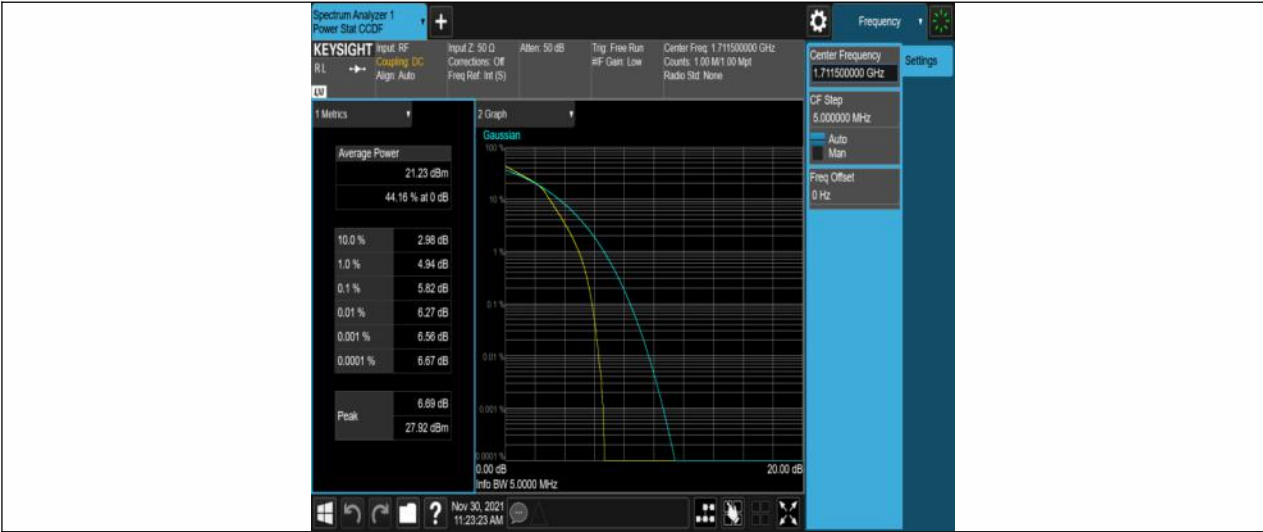 Spectrum Analyzer 1
Power Stat CCDF
+
Frequency
KEYSIGHT
RL
LW
Input: RF
Coupling: DC
Align: Auto
Input Z: 50 Ω
Corrections: Off
Freq Ref: Int (S)
Atten: 50 dB
Trig: Free Run
#IF Gain: Low
Center Freq: 1.711500000 GHz
Counts: 1.00 M/1.00 Mpt
Radio Std: None
Center Frequency
1.711500000 GHz
Settings
CF Step
5.000000 MHz
Auto
Man
Freq Offset
0 Hz
1 Metrics
Average Power
21.23 dBm
44.16 % at 0 dB
10.0 % 2.98 dB
1.0 % 4.94 dB
0.1 % 5.82 dB
0.01 % 6.27 dB
0.001 % 6.56 dB
0.0001 % 6.67 dB
Peak
6.69 dB
27.92 dBm
2 Graph
Gaussian
100 %
10 %
1 %
0.1 %
0.01 %
0.001 %
0.0001 %
0.00 dB
20.00 dB
Info BW 5.0000 MHz
?
Nov 30, 2021
11:23:23 AM